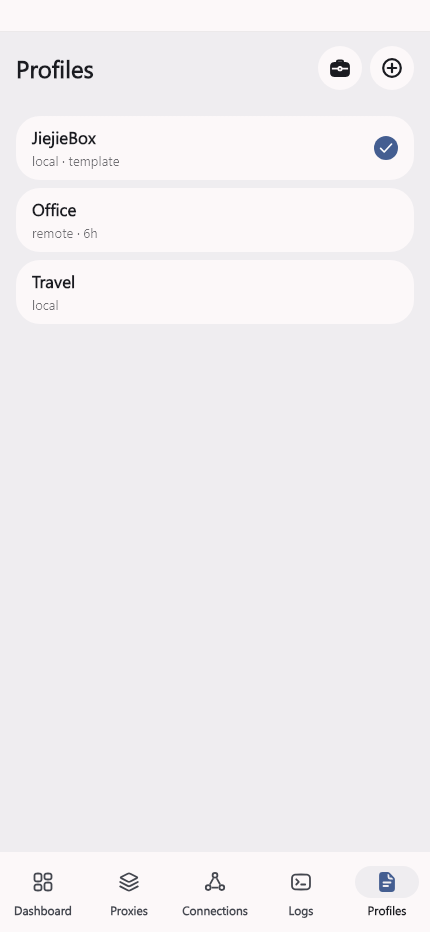 Profiles
JiejieBox
local · template
Office
remote · 6h
Travel
local
Dashboard
Proxies
Connections
Logs
Profiles